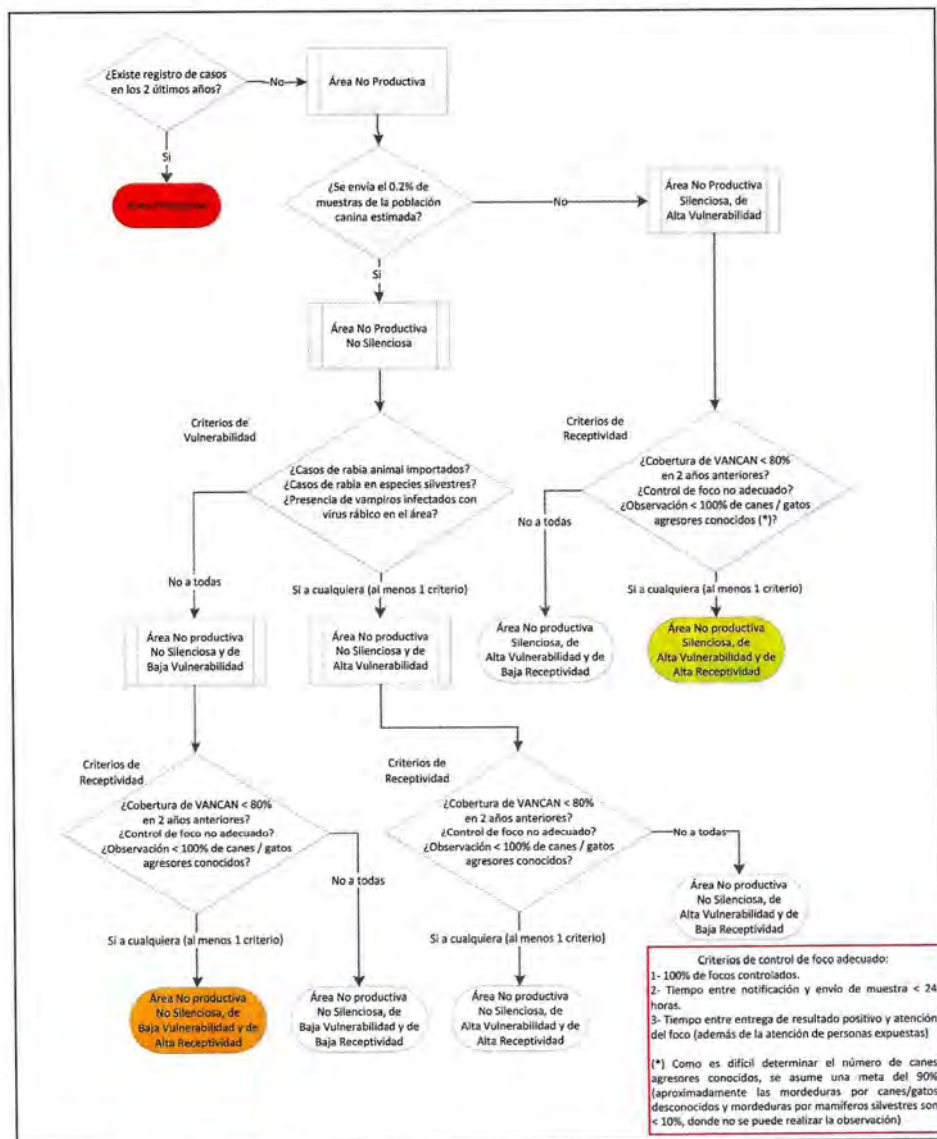 ¿Existe registro de casos
en los 2 últimos años?
No
Área No Productiva
Si
¿Se envía el 0.2% de
muestras de la población
canina estimada?
No
Área No Productiva
Silenciosa, de
Alta Vulnerabilidad
Si
Área No Productiva
No Silenciosa
Criterios de
Vulnerabilidad
¿Casos de rabia animal importados?
¿Casos de rabia en especies silvestres?
¿Presencia de vampiros infectados con
virus rábico en el área?
Criterios de
Receptividad
¿Cobertura de VANCAN < 80%
en 2 años anteriores?
¿Control de foco no adecuado?
¿Observación < 100% de canes / gatos
agresores conocidos (*)?
No a todas
Si a cualquiera (al menos 1 criterio)
No a todas
Si a cualquiera (al menos 1 criterio)
Área No productiva
No Silenciosa y de
Baja Vulnerabilidad
Área No productiva
No Silenciosa y de
Alta Vulnerabilidad
Área No productiva
Silenciosa, de
Alta Vulnerabilidad y de
Baja Receptividad
Área No productiva
Silenciosa, de
Alta Vulnerabilidad y de
Alta Receptividad
Criterios de
Receptividad
¿Cobertura de VANCAN < 80%
en 2 años anteriores?
¿Control de foco no adecuado?
¿Observación < 100% de canes / gatos
agresores conocidos?
No a todas
Si a cualquiera (al menos 1 criterio)
Criterios de
Receptividad
¿Cobertura de VANCAN < 80%
en 2 años anteriores?
¿Control de foco no adecuado?
¿Observación < 100% de canes / gatos
agresores conocidos?
No a todas
Si a cualquiera (al menos 1 criterio)
Área No productiva
No Silenciosa, de
Alta Vulnerabilidad y de
Baja Receptividad
Área No productiva
No Silenciosa, de
Baja Vulnerabilidad y de
Alta Receptividad
Área No productiva
No Silenciosa, de
Baja Vulnerabilidad y de
Baja Receptividad
Área No productiva
No Silenciosa, de
Alta Vulnerabilidad y de
Alta Receptividad
Criterios de control de foco adecuado:
1- 100% de focos controlados.
2- Tiempo entre notificación y envío de muestra < 24
horas.
3- Tiempo entre entrega de resultado positivo y atención
del foco (además de la atención de personas expuestas)
(*) Como es difícil determinar el número de canes
agresores conocidos, se asume una meta del 90%
(aproximadamente las mordeduras por canes/gatos
desconocidos y mordeduras por mamíferos silvestres son
< 10%, donde no se puede realizar la observación)